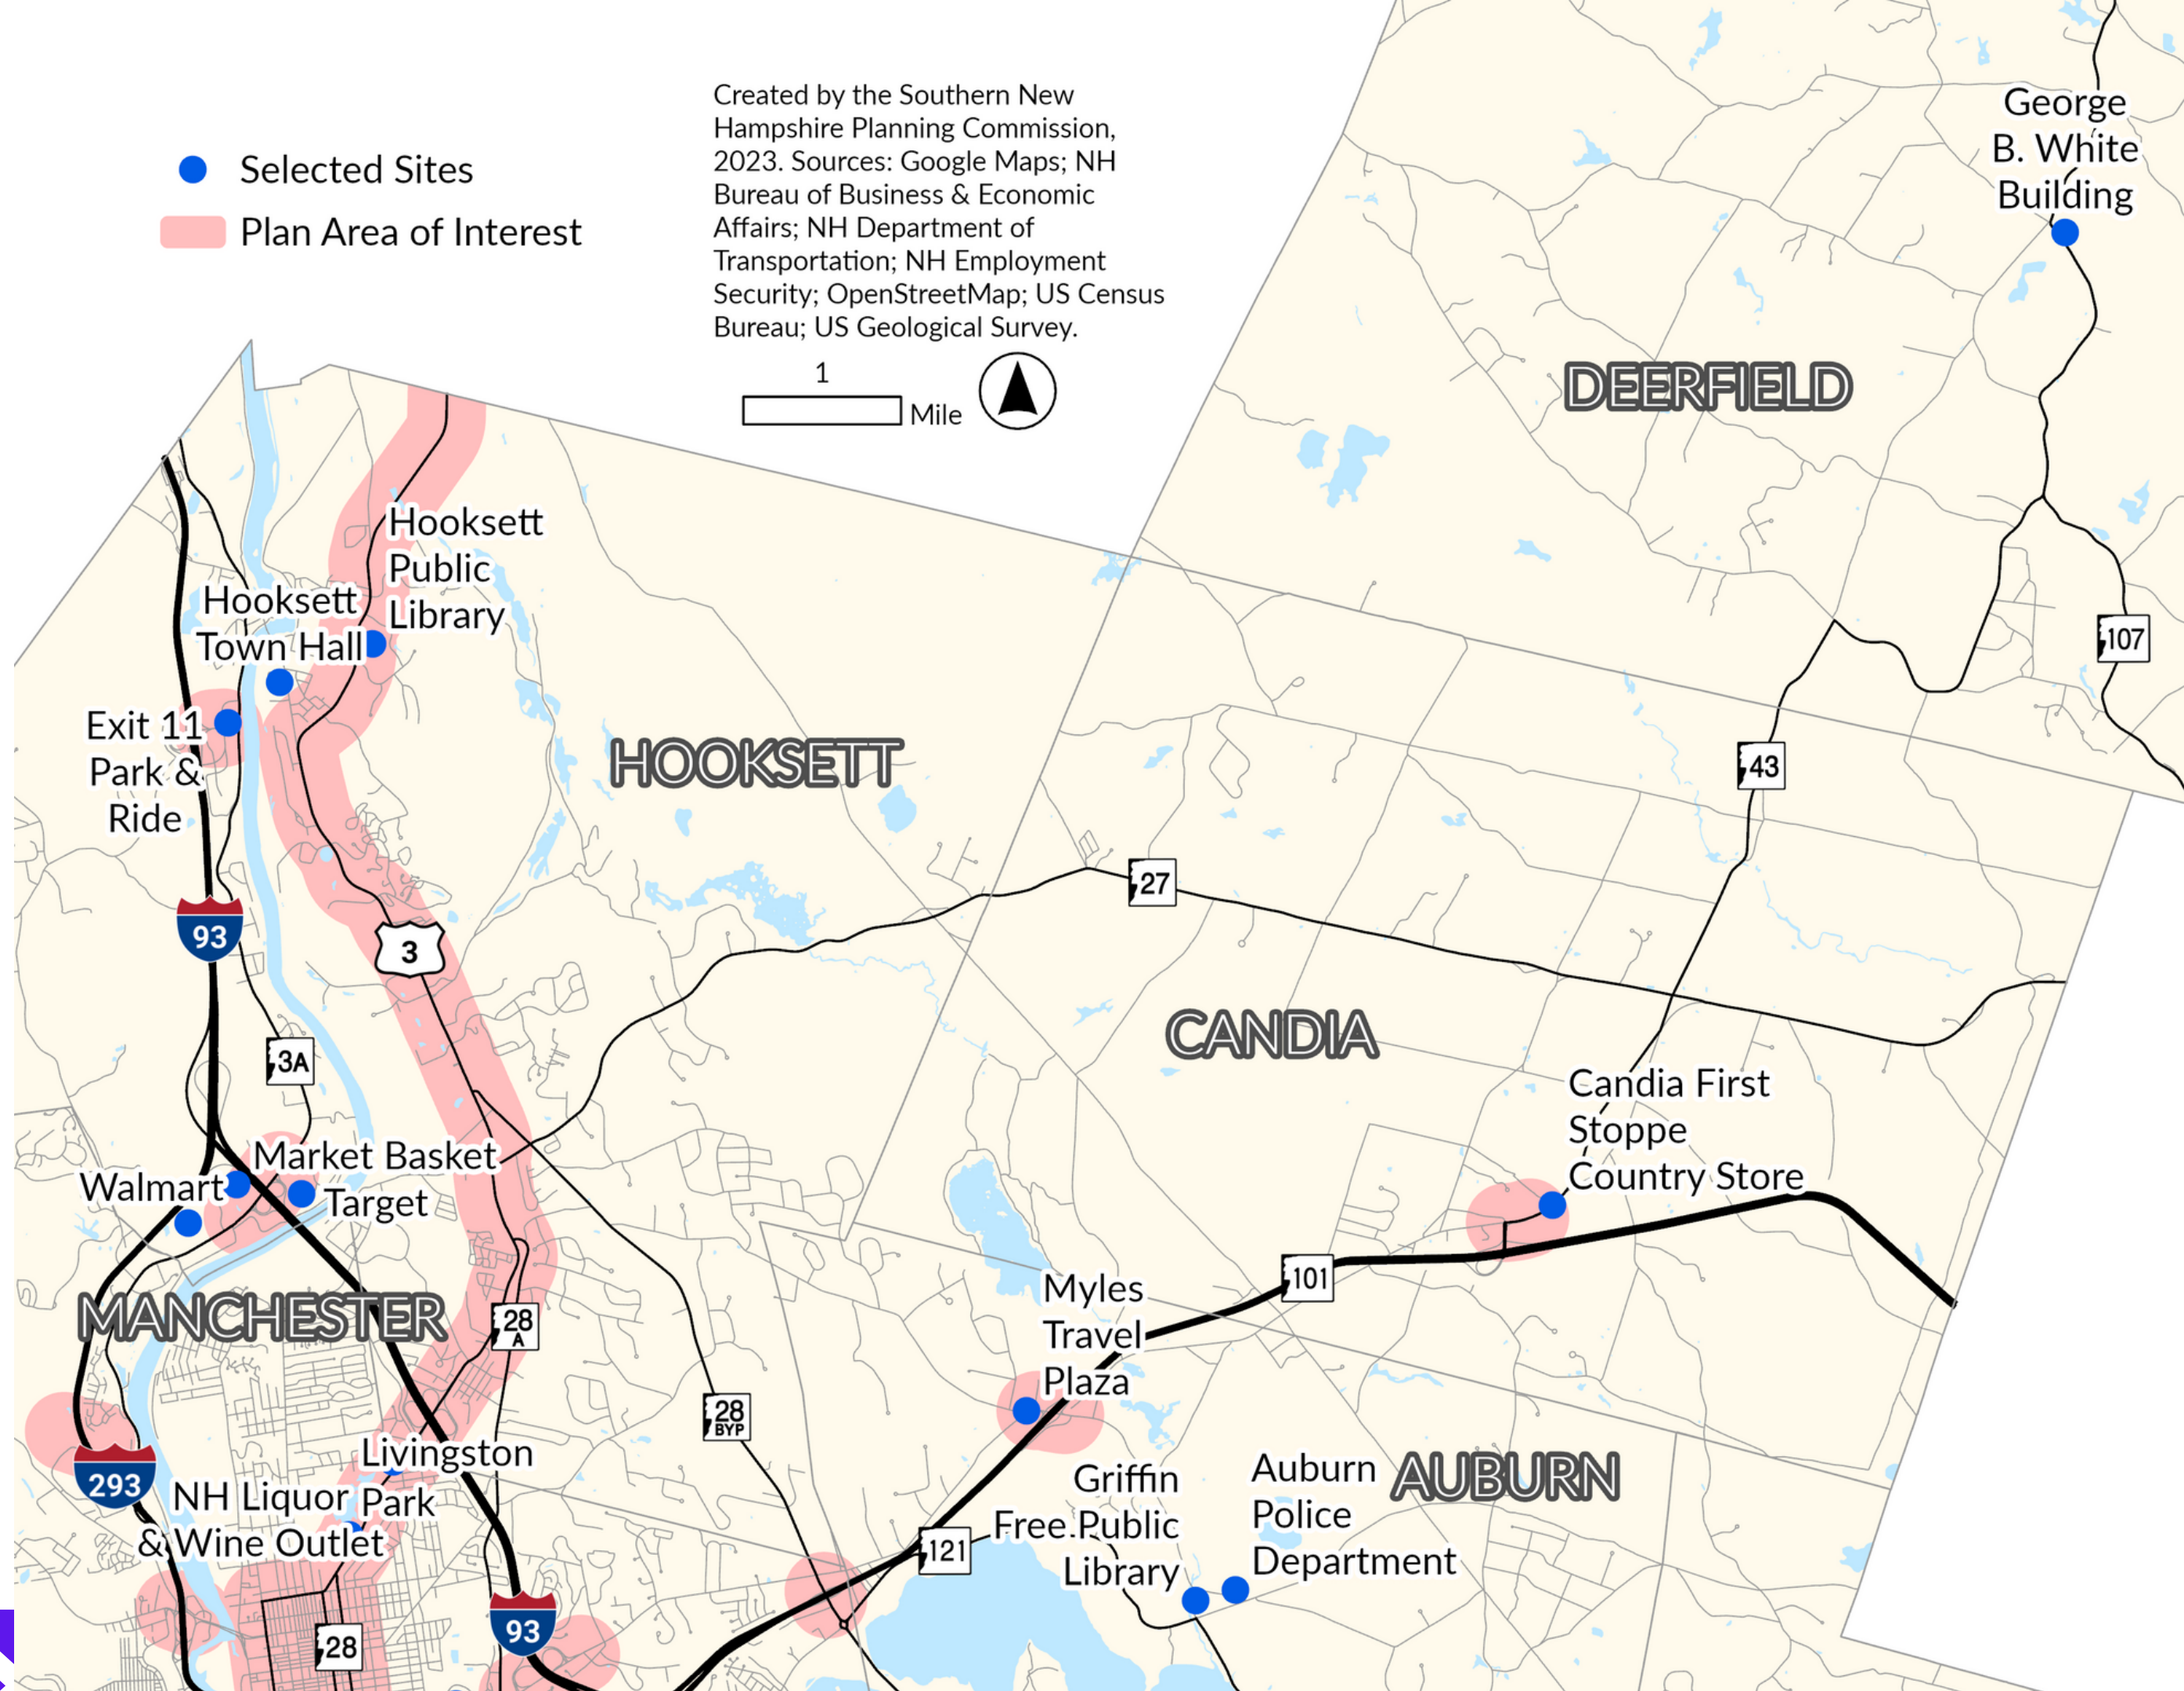 Created by the Southern New
Hampshire Planning Commission,
2023. Sources: Google Maps; NH
Bureau of Business & Economic
Affairs; NH Department of
Transportation; NH Employment
Security; OpenStreetMap; US Census
Bureau; US Geological Survey.
Selected Sites
Plan Area of Interest
1
Mile
George
B. White
Building
DEERFIELD
Hooksett
Public
Library
Hooksett
Town Hall
107
Exit 11
Park &
Ride
HOOKSETT
43
27
93
3
CANDIA
3A
Candia First
Stoppe
Country Store
Market Basket
Walmart
Target
101
Myles
Travel
Plaza
MANCHESTER
28
A
28
BYP
Livingston
Park
293
NH Liquor
& Wine Outlet
Griffin
Free Public
Library
Auburn
Police
Department
AUBURN
121
93
28